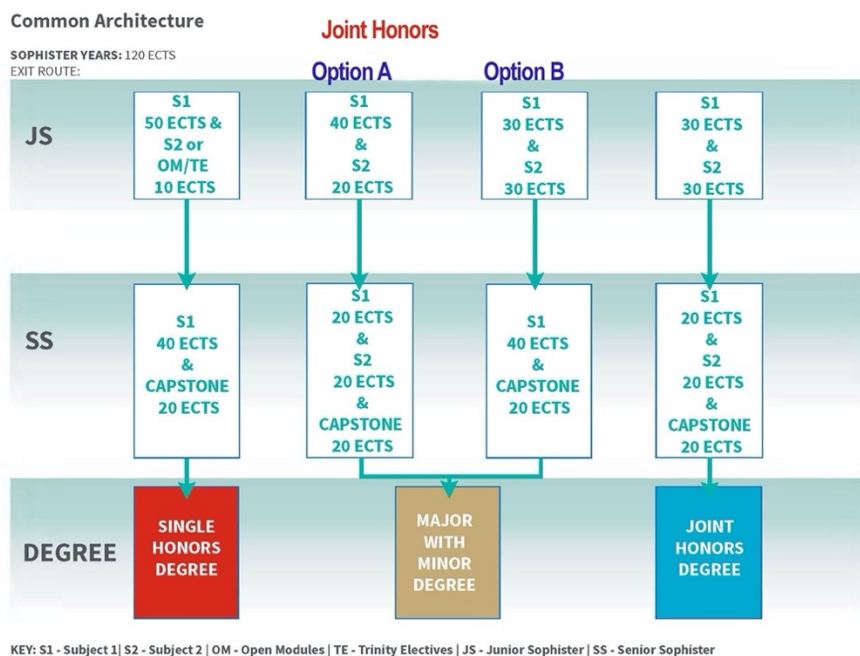 Common Architecture
Joint Honors
SOPHISTER YEARS: 120 ECTS
EXIT ROUTE:
Option A
Option B
JS
S1
50 ECTS &
S2 or
OM/TE
10 ECTS
S1
40 ECTS
&
S2
20 ECTS
S1
30 ECTS
&
S2
30 ECTS
S1
30 ECTS
&
S2
30 ECTS
SS
S1
40 ECTS
&
CAPSTONE
20 ECTS
S1
20 ECTS
&
S2
20 ECTS
&
CAPSTONE
20 ECTS
S1
40 ECTS
&
CAPSTONE
20 ECTS
S1
20 ECTS
&
S2
20 ECTS
&
CAPSTONE
20 ECTS
DEGREE
SINGLE
HONORS
DEGREE
MAJOR
WITH
MINOR
DEGREE
JOINT
HONORS
DEGREE
KEY: S1 - Subject 1| S2 - Subject 2 | OM - Open Modules | TE - Trinity Electives | JS - Junior Sophister | SS - Senior Sophister